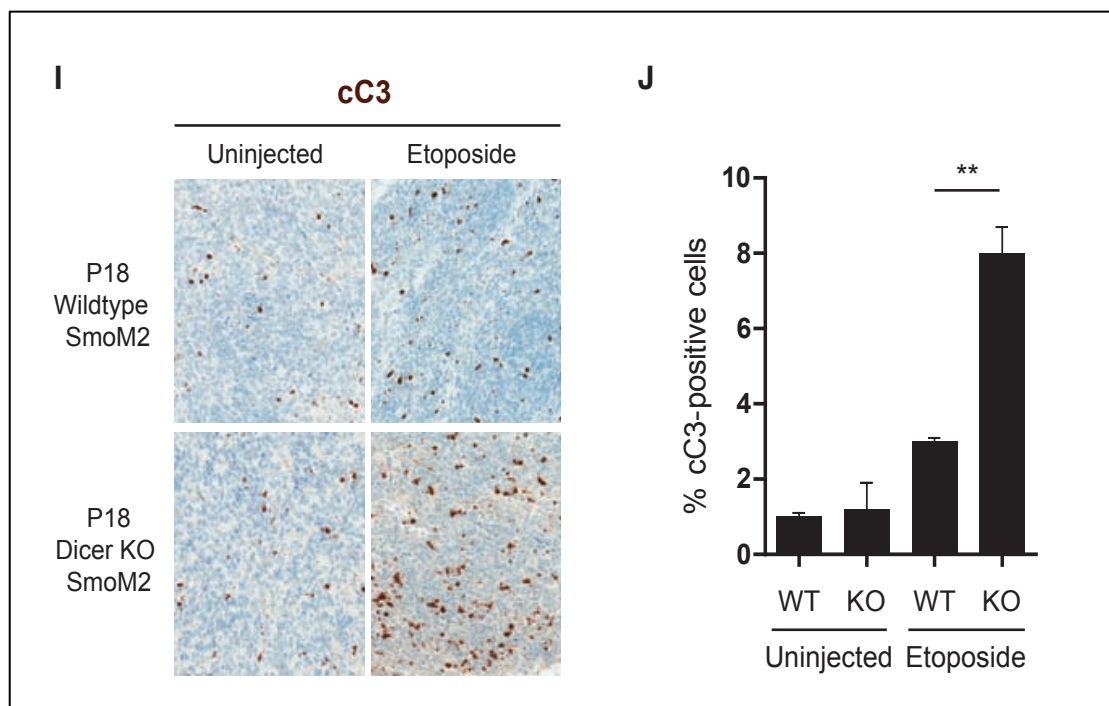 I
cC3
Uninjected
Etoposide
P18
Wildtype
SmoM2
P18
Dicer KO
SmoM2
J
% cC3-positive cells
10
8
6
4
2
0
**
WT
KO
WT
KO
Uninjected
Etoposide